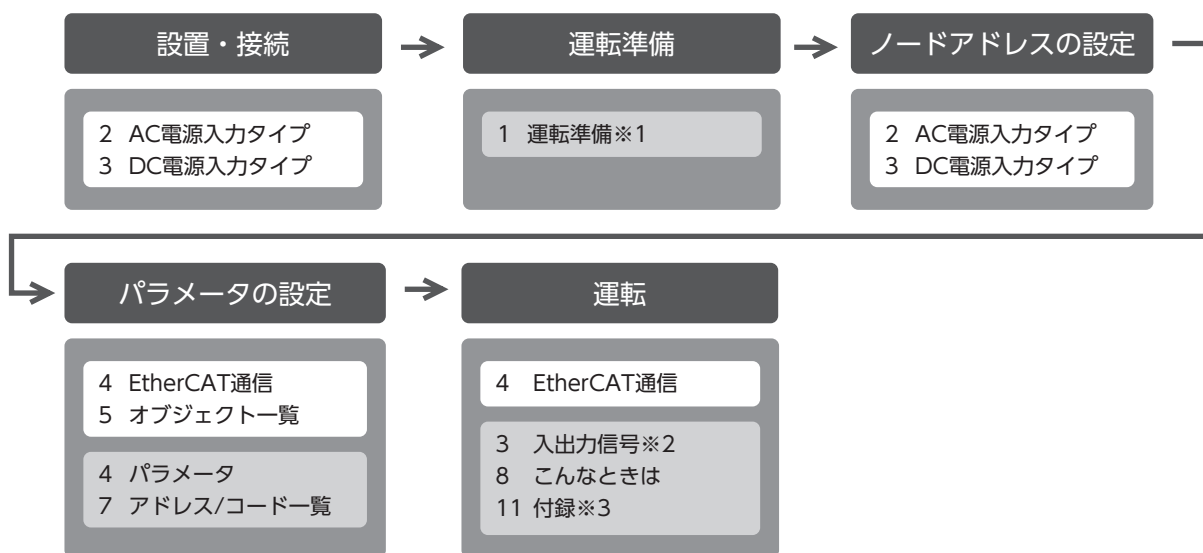 設置・接続
2 AC電源入力タイプ
3 DC電源入力タイプ
運転準備
1 運転準備※1
ノードアドレスの設定
2 AC電源入力タイプ
3 DC電源入力タイプ
パラメータの設定
4 EtherCAT通信
5 オブジェクト一覧
4 パラメータ
7 アドレス/コード一覧
運転
4 EtherCAT通信
3 入出力信号※2
8 こんなときは
11 付録※3